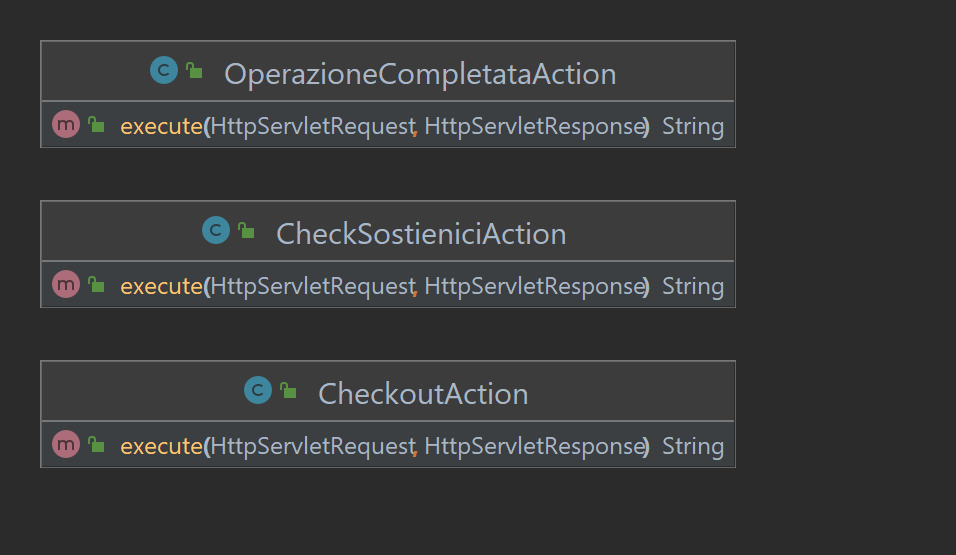 C OperazioneCompletataAction
m execute(HttpServletRequest, HttpServletResponse) String
C CheckSostieniciAction
m execute(HttpServletRequest, HttpServletResponse) String
C CheckoutAction
m execute(HttpServletRequest, HttpServletResponse) String